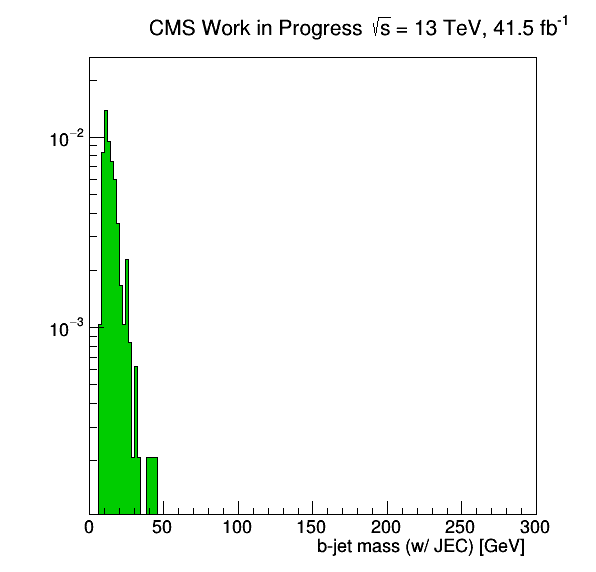 CMS Work in Progress √s = 13 TeV, 41.5 fb⁻¹
10⁻²
10⁻³
0 50 100 150 200 250 300
b-jet mass (w/ JEC) [GeV]